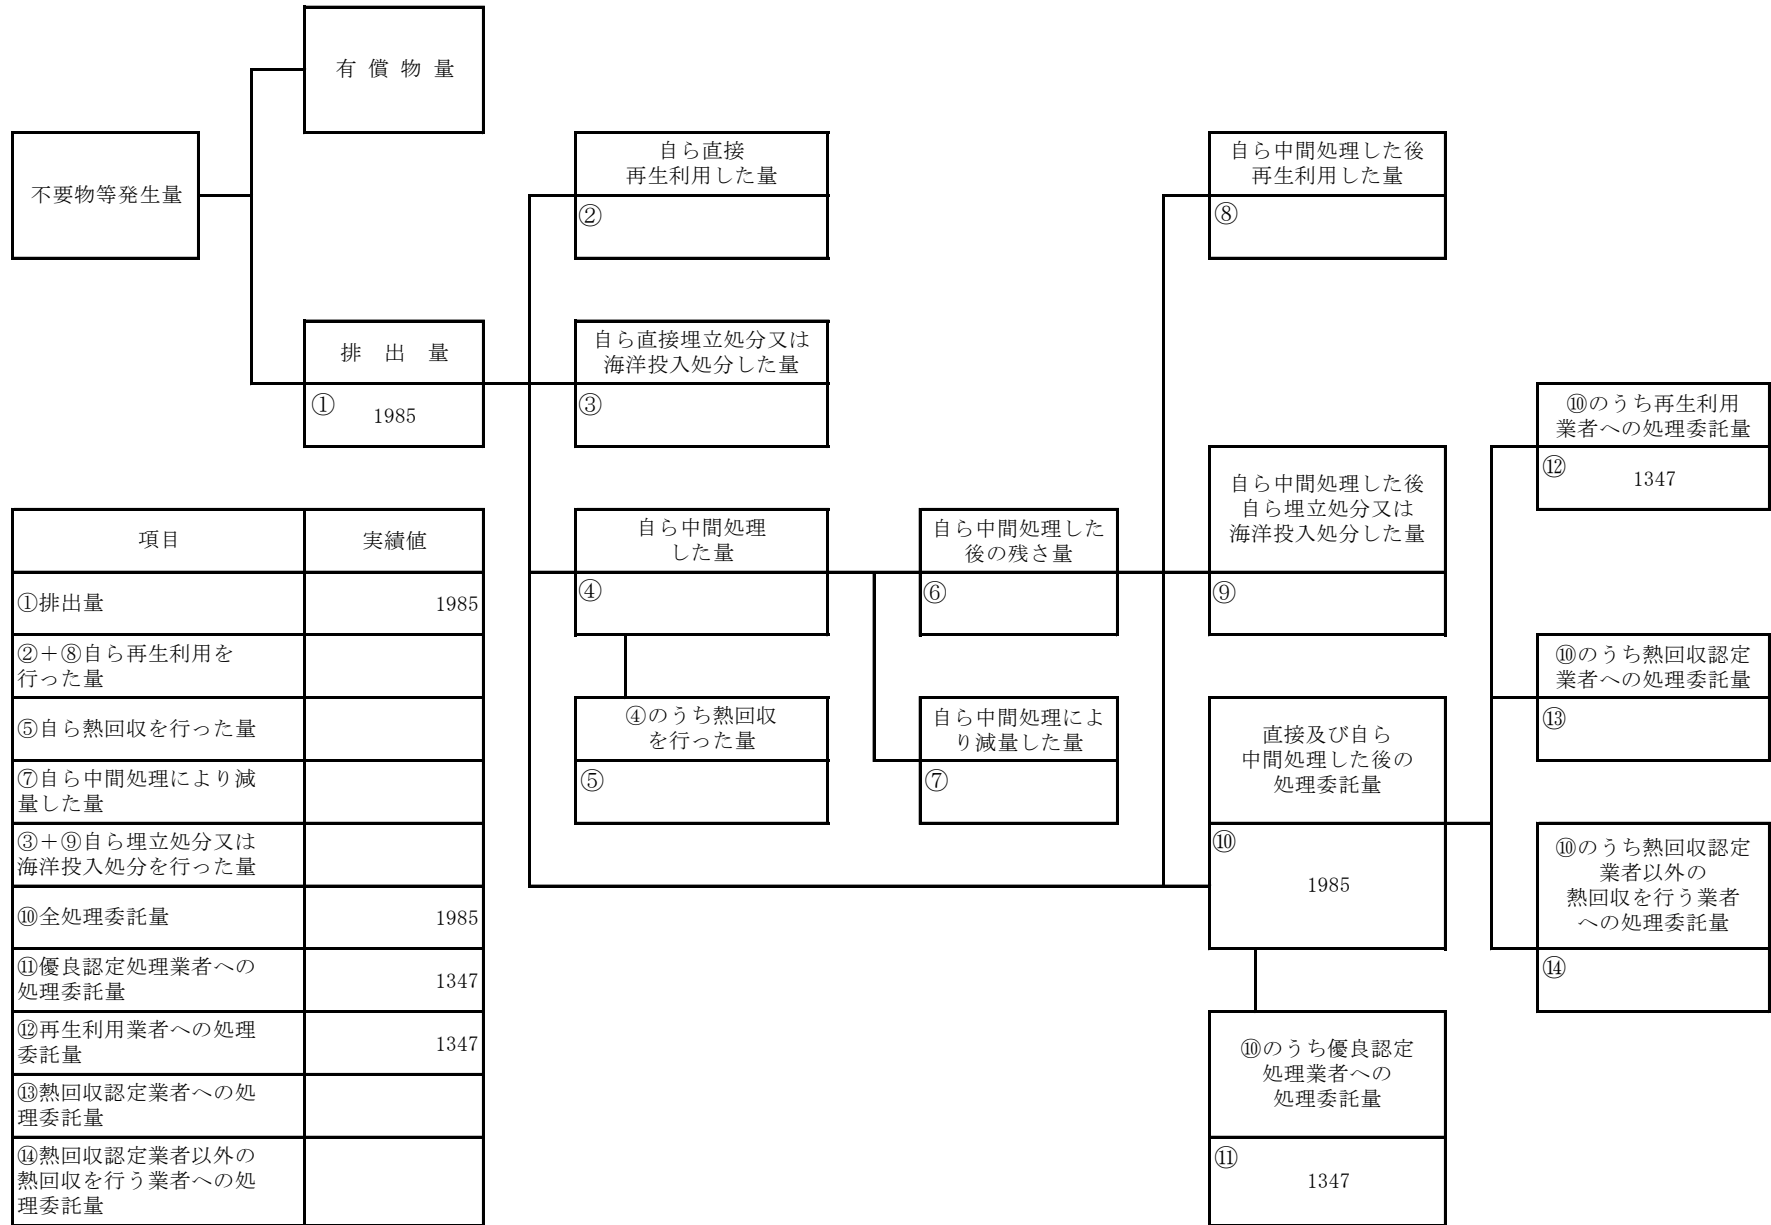 有 償 物 量
不要物等発生量
自ら直接
再生利用した量
②
自ら中間処理した後
再生利用した量
⑧
排 出 量
①
1985
自ら直接埋立処分又は
海洋投入処分した量
③
⑩のうち再生利用
業者への処理委託量
⑫
1347
自ら中間処理
した量
④
自ら中間処理した
後の残さ量
⑥
自ら中間処理した後
自ら埋立処分又は
海洋投入処分した量
⑨
④のうち熱回収
を行った量
⑤
自ら中間処理によ
り減量した量
⑦
直接及び自ら
中間処理した後の
処理委託量
⑩
1985
⑩のうち熱回収認定
業者への処理委託量
⑬
⑩のうち熱回収認定
業者以外の
熱回収を行う業者
への処理委託量
⑭
⑩のうち優良認定
処理業者への
処理委託量
⑪
1347
項目 実績値
①排出量 1985
②+⑧自ら再生利用を
行った量
⑤自ら熱回収を行った量
⑦自ら中間処理により減
量した量
③+⑨自ら埋立処分又は
海洋投入処分を行った量
⑩全処理委託量 1985
⑪優良認定処理業者への
処理委託量 1347
⑫再生利用業者への処理
委託量 1347
⑬熱回収認定業者への処
理委託量
⑭熱回収認定業者以外の
熱回収を行う業者への処
理委託量